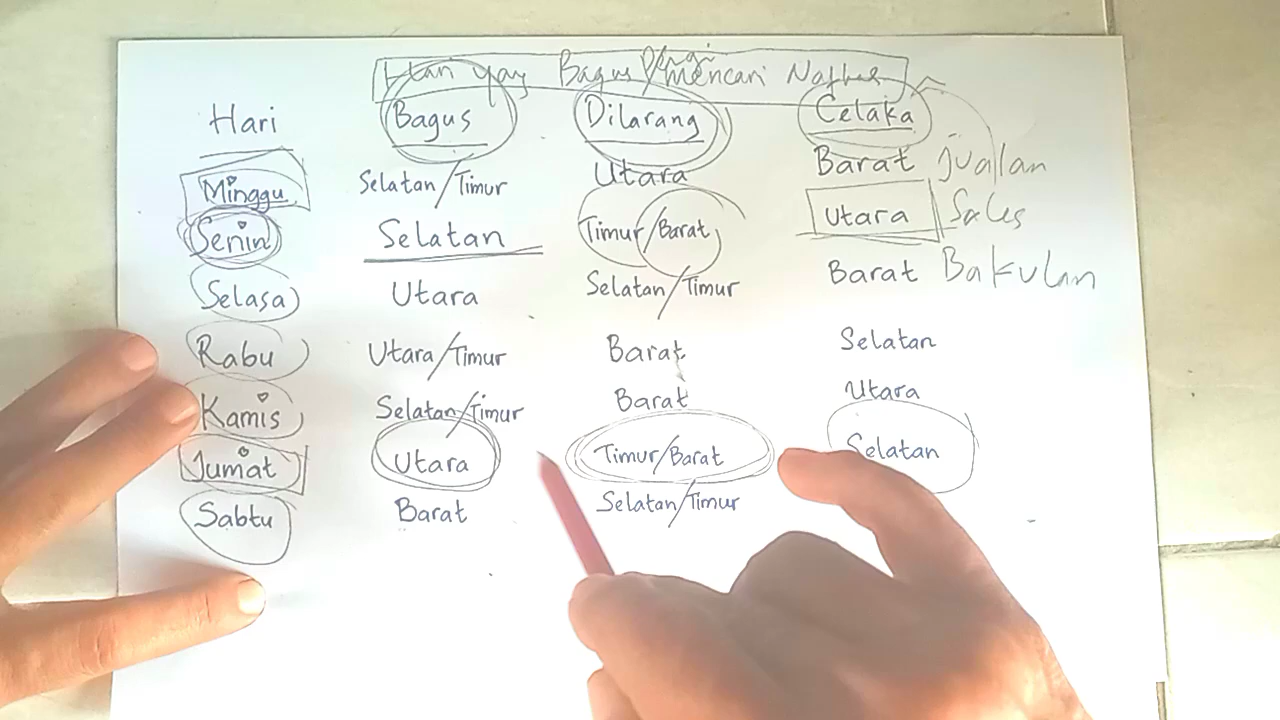 Hari yay Bagus Pergi mencari Nafkah
Hari Bagus Dilarang Celaka
Minggu Selatan/Timur Utara Barat Jualan
Senin Selatan Timur/Barat Utara Sales
Selasa Utara Selatan/Timur Barat Bakulan
Rabu Utara/Timur Barat Selatan
Kamis Selatan/Timur Barat Utara
Jumat Utara Timur/Barat Selatan
Sabtu Barat Selatan/Timur